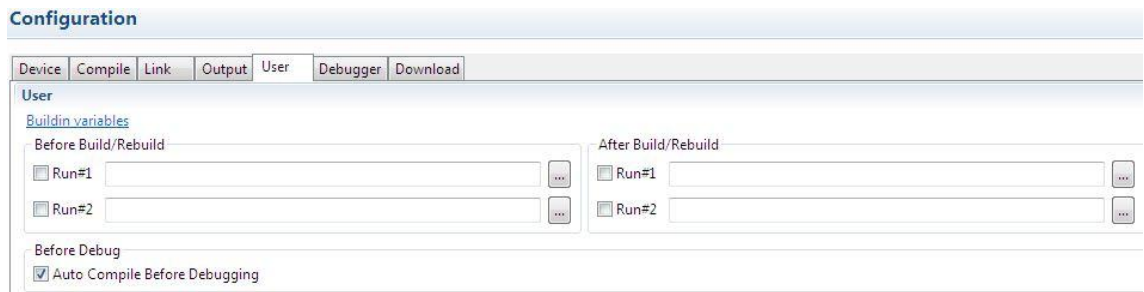 Configuration
Device Compile Link Output User Debugger Download
User
Buildin variables
Before Build/Rebuild
Run#1 ...
Run#2 ...
After Build/Rebuild
Run#1 ...
Run#2 ...
Before Debug
Auto Compile Before Debugging